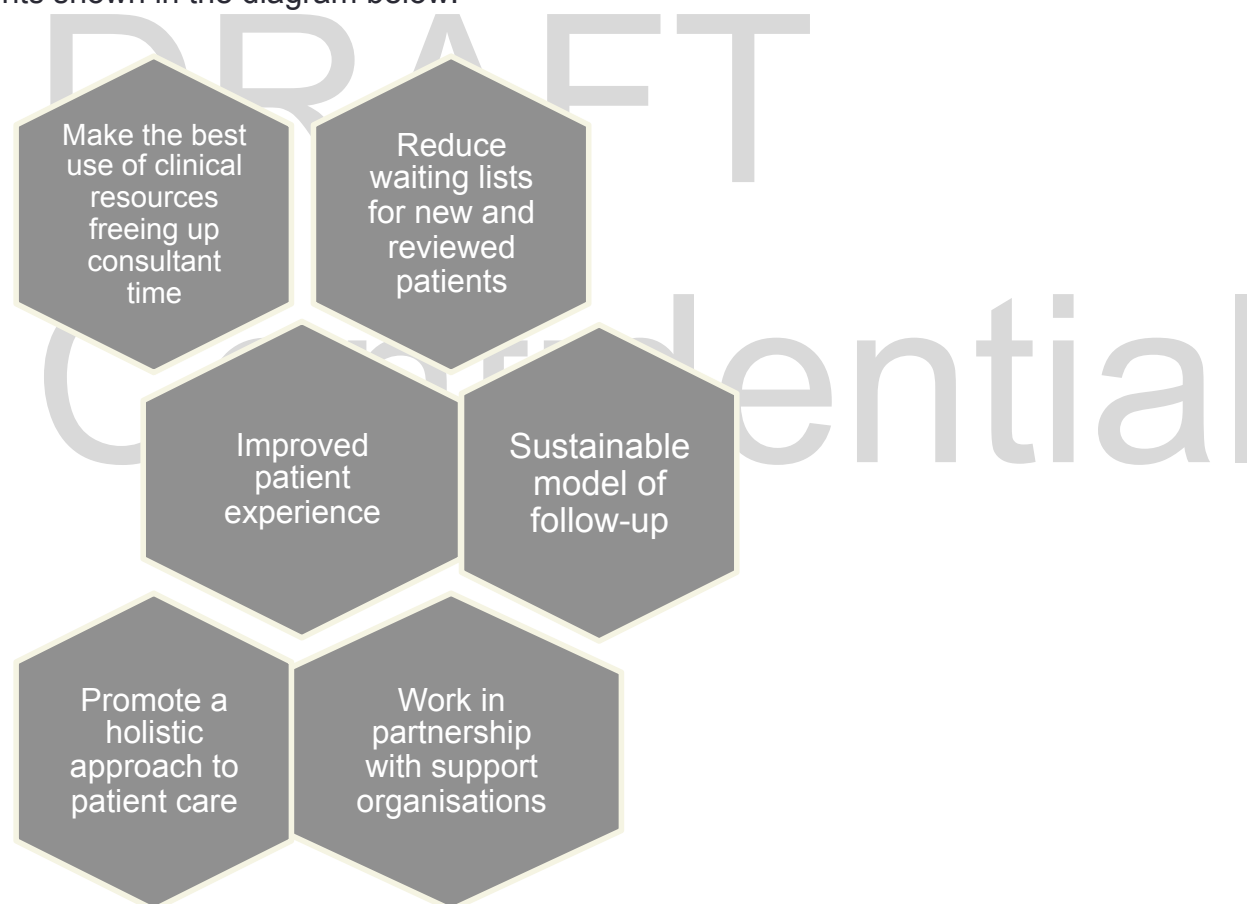 nts shown in the diagram below.
DRAFT
Make the best
use of clinical
resources
freeing up
consultant
time
Reduce
waiting lists
for new and
reviewed
patients
Confidential
Improved
patient
experience
Sustainable
model of
follow-up
Promote a
holistic
approach to
patient care
Work in
partnership
with support
organisations